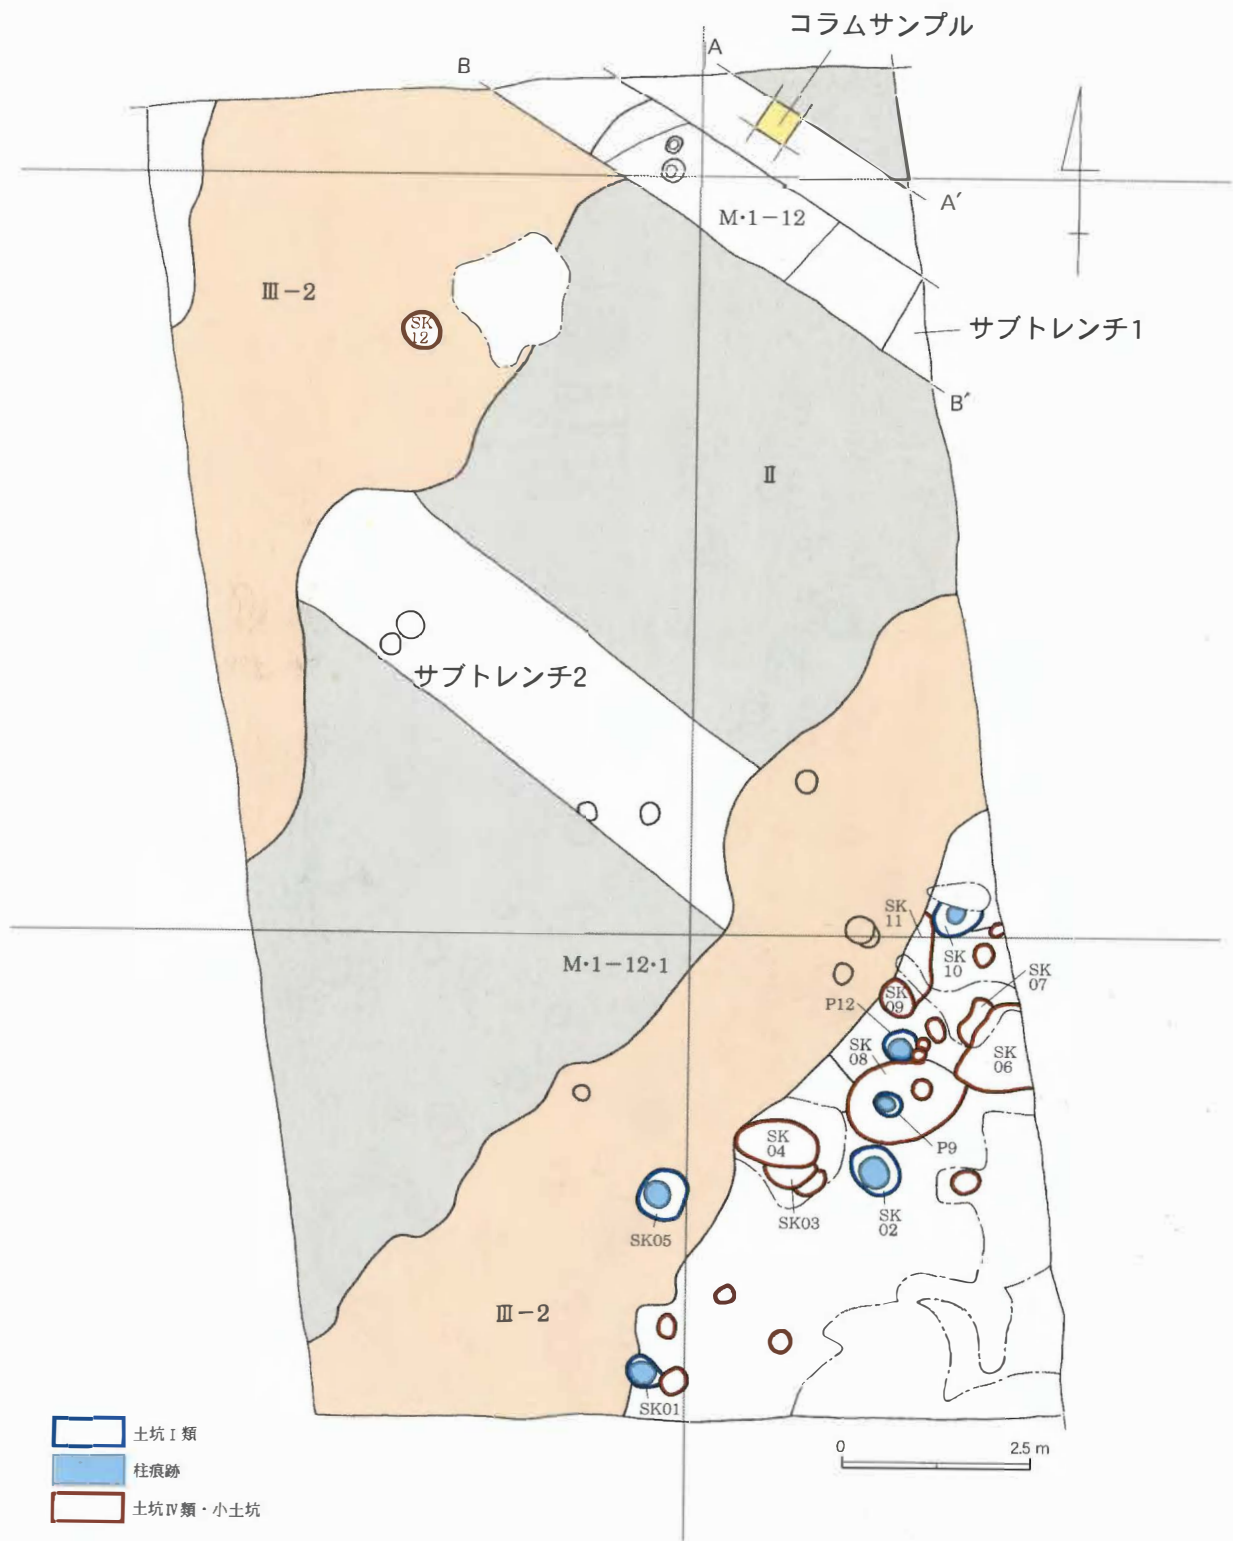 コラムサンプル
A
B
A′
M・1−12
III−2
SK
12
サブトレンチ1
B′
II
サブトレンチ2
SK
11
SK
10
M・1−12・1
SK
07
SK
09
P12
SK
08
SK
06
SK
04
P9
SK03
SK
02
SK05
III−2
SK01
0
2.5 m
土坑I類
柱痕跡
土坑IV類・小土坑